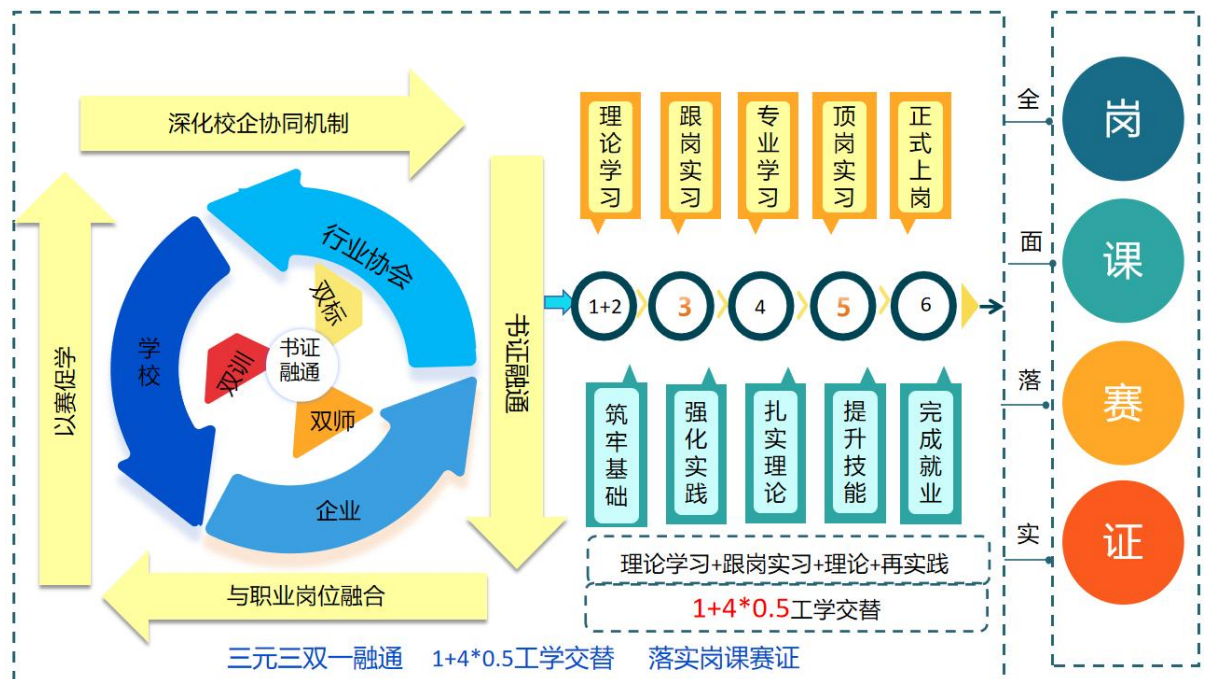 深化校企协同机制
以赛促学
书证融通
与职业岗位融合
行业协会
学校
企业
双标
双训
双师
书证
融通
理论学习
跟岗实习
专业学习
顶岗实习
正式上岗
1+2
3
4
5
6
筑牢基础
强化实践
扎实理论
提升技能
完成就业
理论学习+跟岗实习+理论+再实践
1+4*0.5工学交替
三元三双一融通 1+4*0.5工学交替 落实岗课赛证
全
面
落
实
岗
课
赛
证